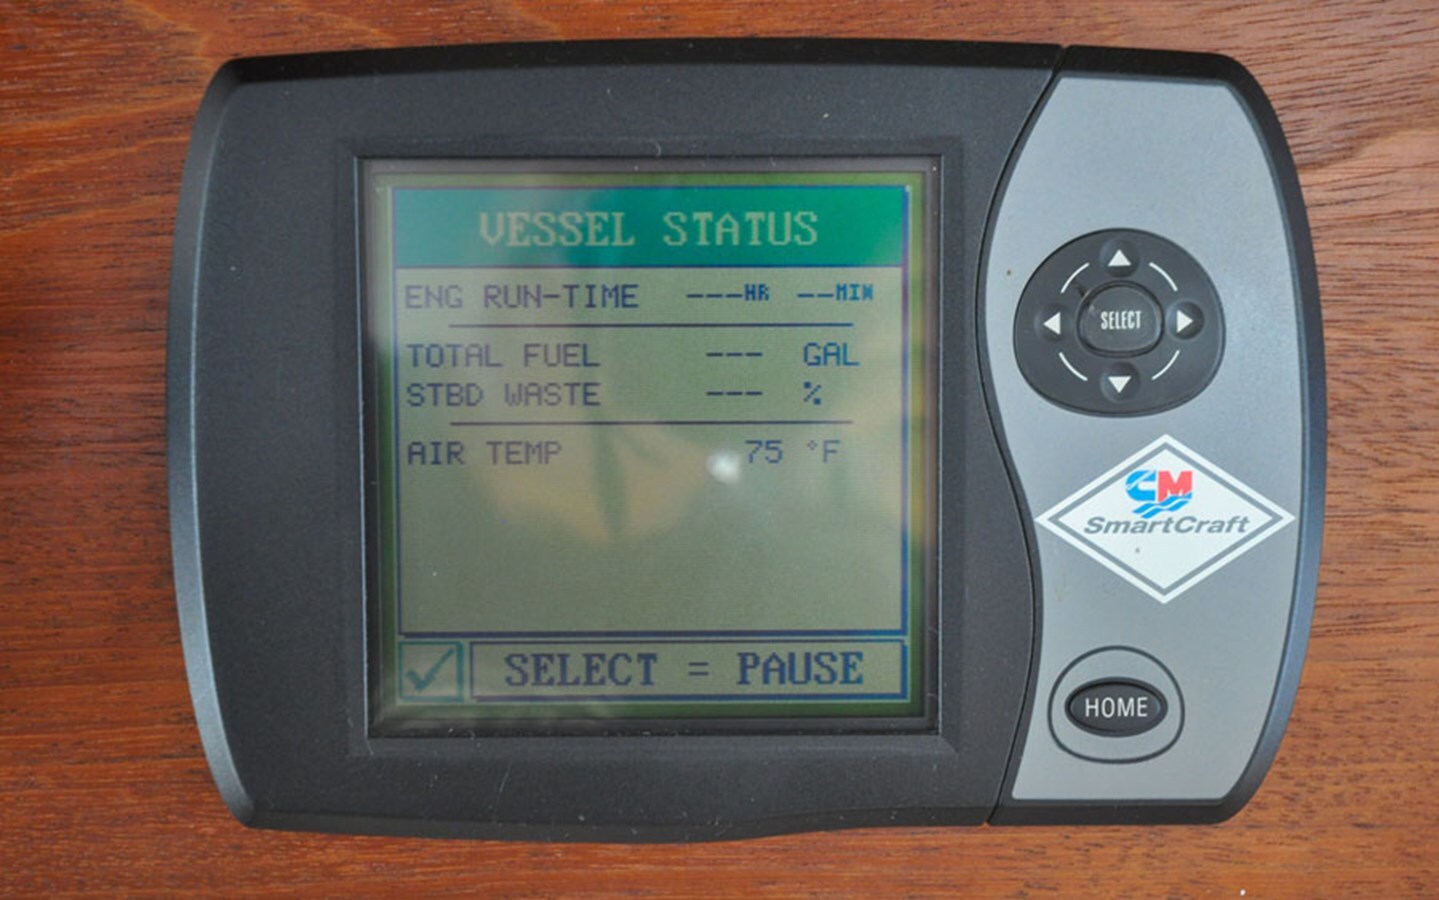 VESSEL STATUS
ENG RUN-TIME ---HR --MIN
TOTAL FUEL --- GAL
STBD WASTE --- %
AIR TEMP 75 °F
SELECT = PAUSE
SELECT
CM
SmartCraft
HOME